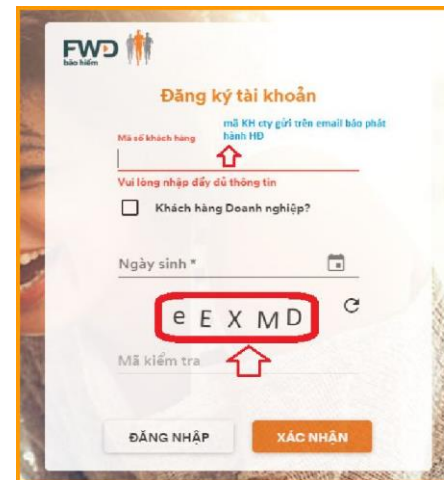 FWD
bảo hiểm
Đăng ký tài khoản
mã KH cty gửi trên email báo phát
hành HĐ
Mã số khách hàng
Vui lòng nhập đầy đủ thông tin
Khách hàng Doanh nghiệp?
Ngày sinh *
e E X M D
Mã kiểm tra
ĐĂNG NHẬP
XÁC NHẬN